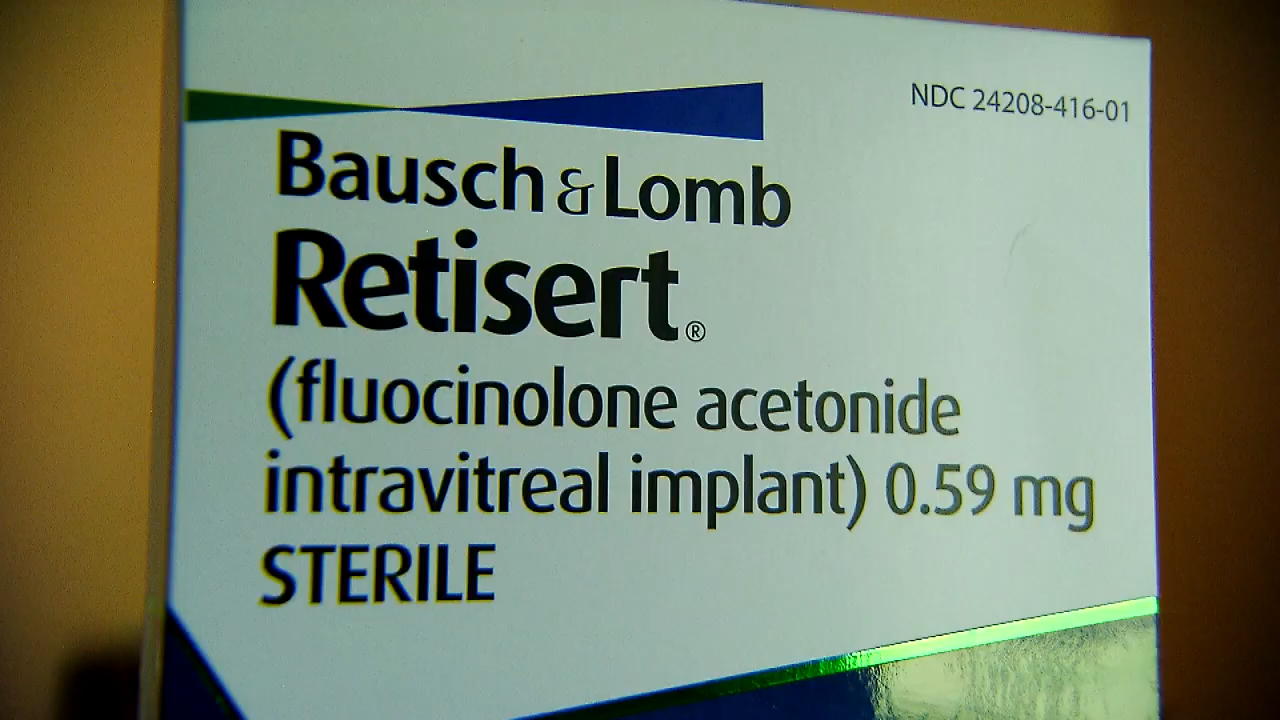 NDC 24208-416-01
Bausch & Lomb
Retisert®
(fluocinolone acetonide
intravitreal implant) 0.59 mg
STERILE